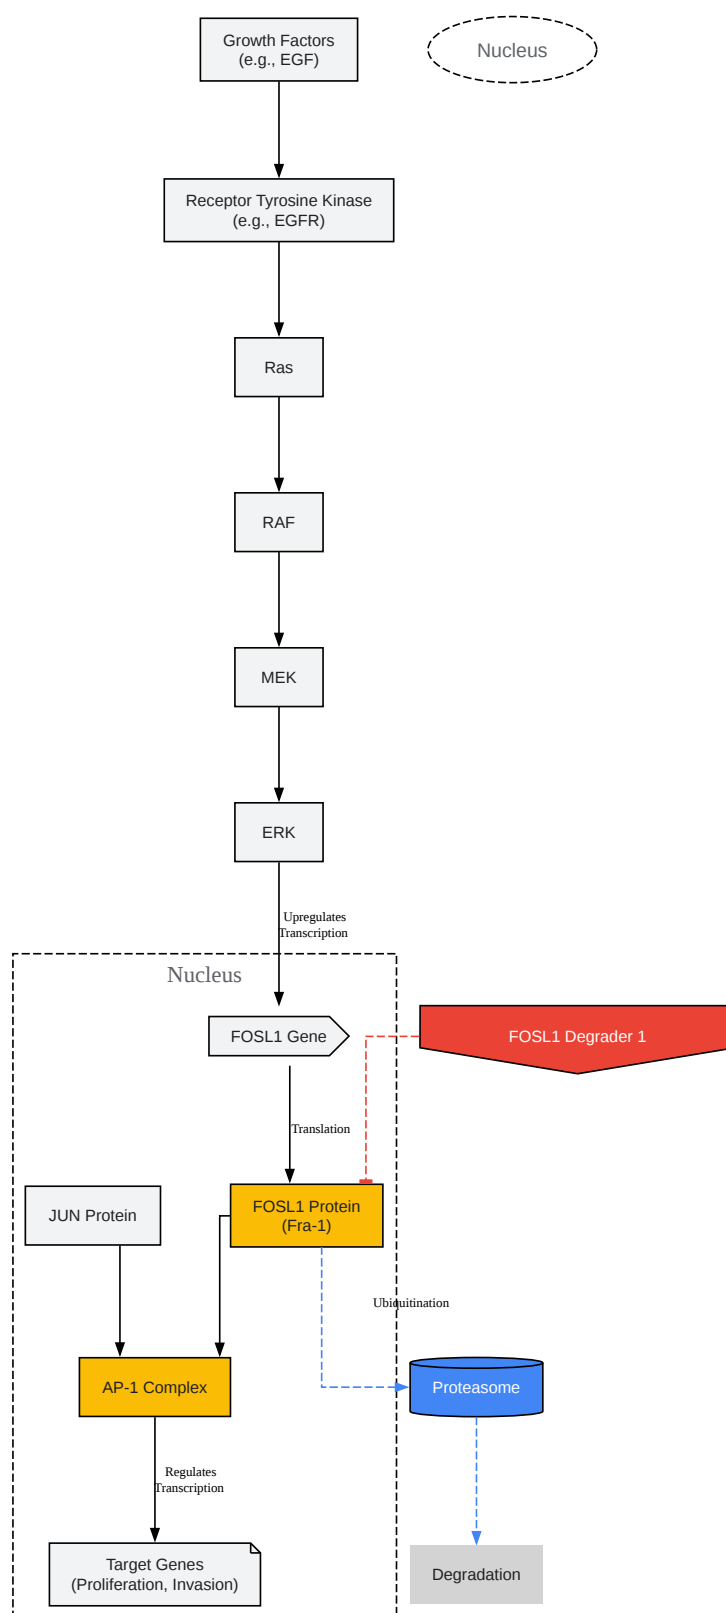 Growth Factors
(e.g., EGF)
Nucleus
Receptor Tyrosine Kinase
(e.g., EGFR)
Ras
RAF
MEK
ERK
Upregulates
Transcription
Nucleus
FOSL1 Gene
FOSL1 Degrader 1
Translation
JUN Protein
FOSL1 Protein
(Fra-1)
Ubiquitination
AP-1 Complex
Proteasome
Regulates
Transcription
Target Genes
(Proliferation, Invasion)
Degradation